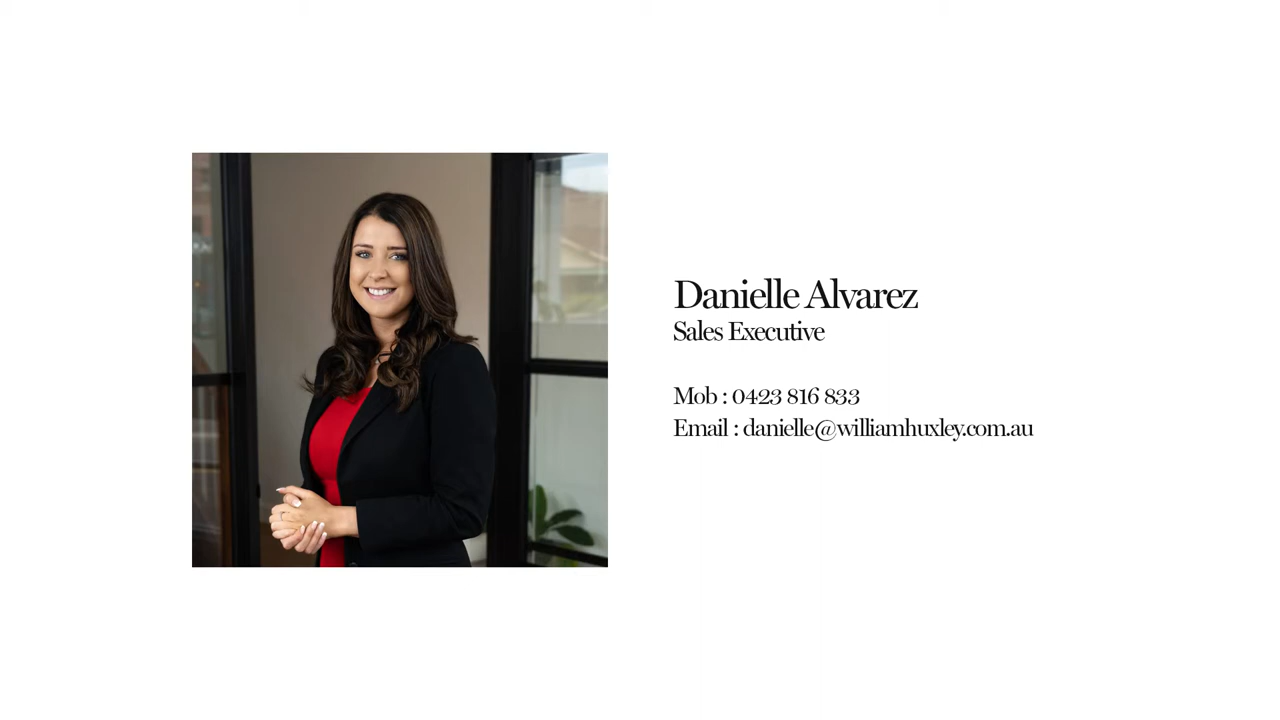 Danielle Alvarez
Sales Executive
Mob : 0423 816 833
Email : danielle@williamhuxley.com.au